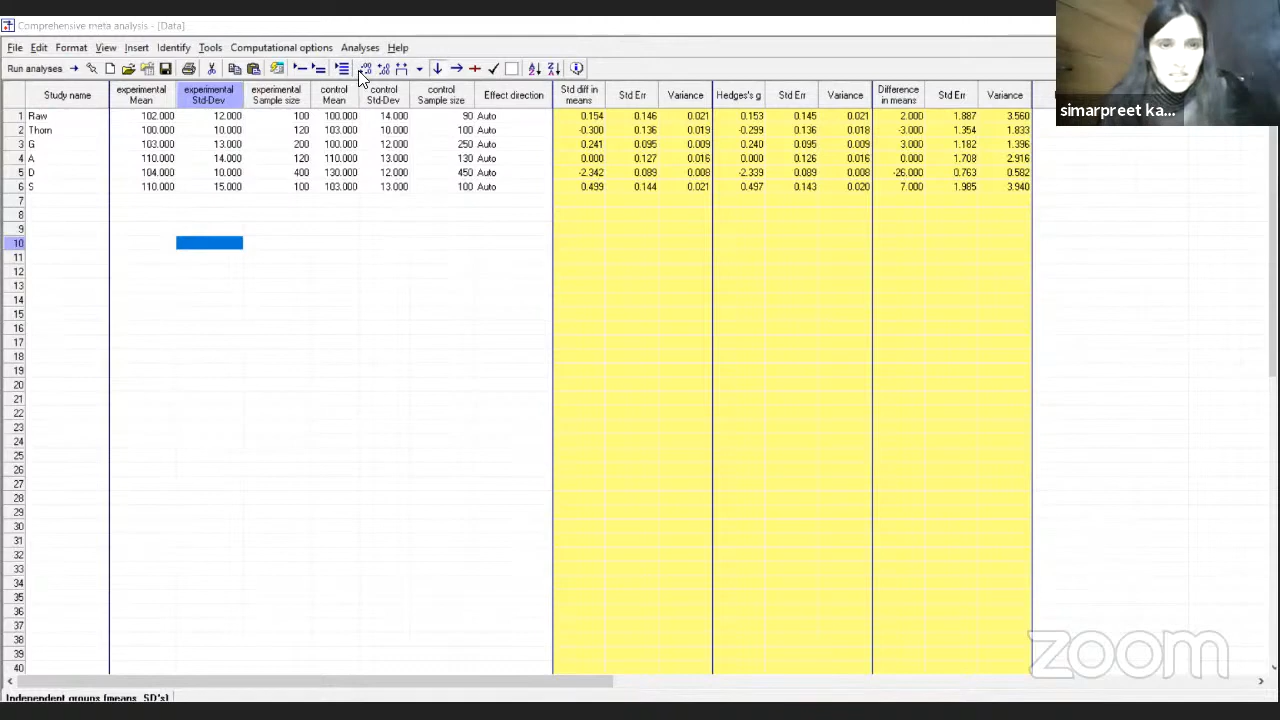 Comprehensive meta analysis - [Data]
File Edit Format View Insert Identify Tools Computational options Analyses Help
Run analyses
simarpreet ka...
Study name experimental Mean experimental Std-Dev experimental Sample size control Mean control Std-Dev control Sample size Effect direction Std diff in means Std Err Variance Hedges's g Std Err Variance Difference in means Std Err Variance
1 Raw 102.000 12.000 100 100.000 14.000 90 Auto 0.154 0.146 0.021 0.153 0.145 0.021 2.000 1.887 3.560
2 Thorn 100.000 10.000 120 103.000 10.000 100 Auto -0.300 0.136 0.019 -0.299 0.136 0.018 -3.000 1.354 1.833
3 G 103.000 13.000 200 100.000 12.000 250 Auto 0.241 0.095 0.009 0.240 0.095 0.009 3.000 1.182 1.396
4 A 110.000 14.000 120 110.000 13.000 130 Auto 0.000 0.127 0.016 0.000 0.126 0.016 0.000 1.708 2.916
5 D 104.000 10.000 400 130.000 12.000 450 Auto -2.342 0.089 0.008 -2.339 0.089 0.008 -26.000 0.763 0.582
6 S 110.000 15.000 100 103.000 13.000 100 Auto 0.499 0.144 0.021 0.497 0.143 0.020 7.000 1.985 3.940
7
8
9
10
11
12
13
14
15
16
17
18
19
20
21
22
23
24
25
26
27
28
29
30
31
32
33
34
35
36
37
38
39
40
zoom
Independent groups (means, SD's)